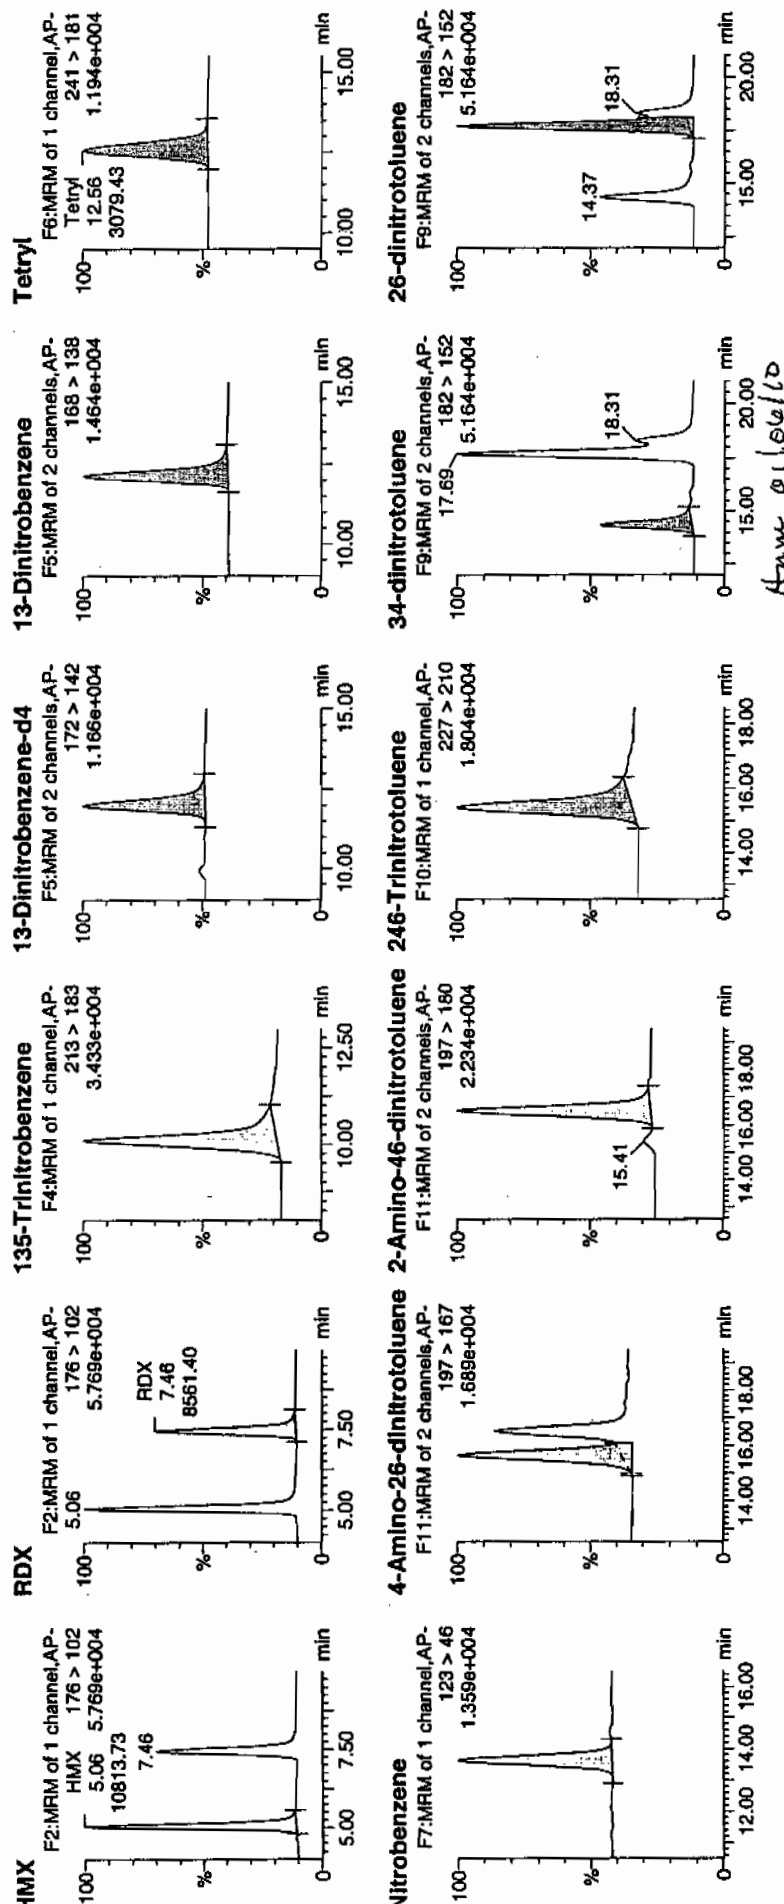 HMX
F2:MRM of 1 channel,AP-
HMX 176 > 102
5.06 5.769e+004
10813.73
7.46
100
%
0
5.00 7.50 min
RDX
F2:MRM of 1 channel,AP-
5.06 176 > 102
5.769e+004
RDX
7.46
8561.40
100
%
0
5.00 7.50 min
135-Trinitrobenzene
F4:MRM of 1 channel,AP-
213 > 183
3.433e+004
100
%
0
10.00 12.50 min
13-Dinitrobenzene-d4
F5:MRM of 2 channels,AP-
172 > 142
1.166e+004
100
%
0
10.00 15.00 min
13-Dinitrobenzene
F5:MRM of 2 channels,AP-
168 > 138
1.464e+004
100
%
0
10.00 15.00 min
Tetryl
F6:MRM of 1 channel,AP-
Tetryl 241 > 181
12.56 1.194e+004
3079.43
100
%
0
10.00 15.00 min
Nitrobenzene
F7:MRM of 1 channel,AP-
123 > 46
1.359e+004
100
%
0
12.00 14.00 16.00 min
4-Amino-26-dinitrotoluene
F11:MRM of 2 channels,AP-
197 > 167
1.689e+004
100
%
0
14.00 16.00 18.00 min
2-Amino-46-dinitrotoluene
F11:MRM of 2 channels,AP-
197 > 180
2.234e+004
15.41
100
%
0
14.00 16.00 18.00 min
246-Trinitrotoluene
F10:MRM of 1 channel,AP-
227 > 210
1.804e+004
100
%
0
14.00 16.00 18.00 min
34-dinitrotoluene
F9:MRM of 2 channels,AP-
17.69 182 > 152
5.164e+004
18.31
100
%
0
15.00 20.00 min
26-dinitrotoluene
F9:MRM of 2 channels,AP-
182 > 152
5.164e+004
14.37
18.31
100
%
0
15.00 20.00 min